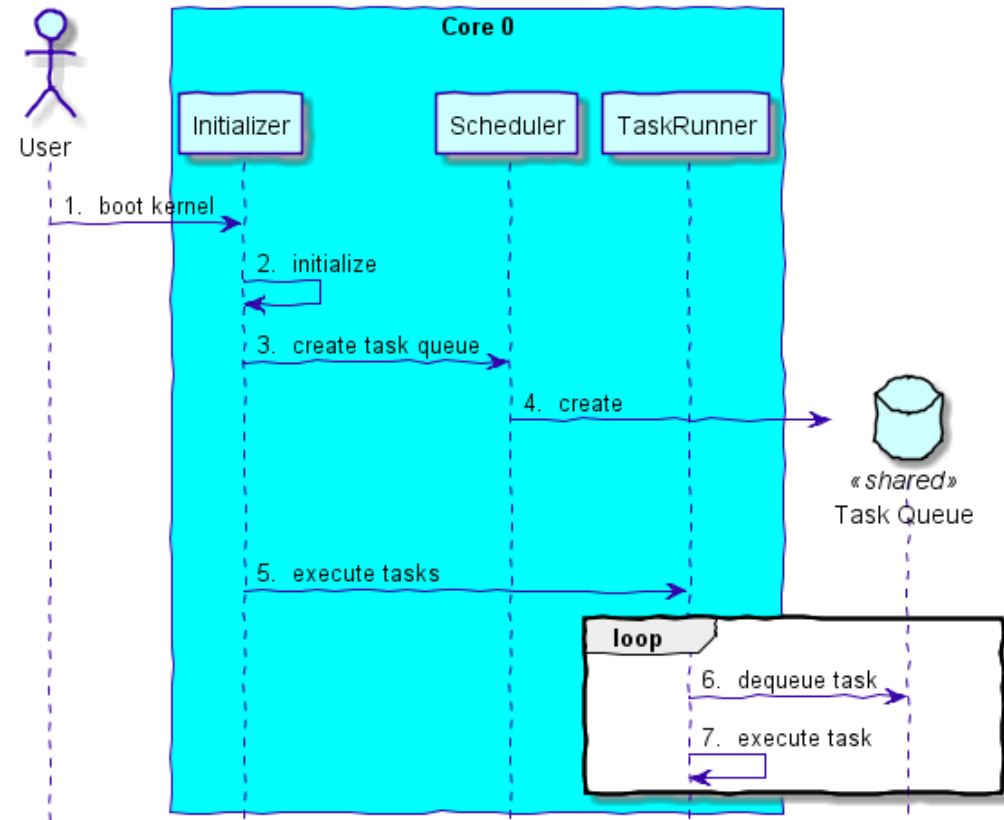 Core 0
User
Initializer
Scheduler
TaskRunner
1. boot kernel
2. initialize
3. create task queue
4. create
«shared»
Task Queue
5. execute tasks
loop
6. dequeue task
7. execute task